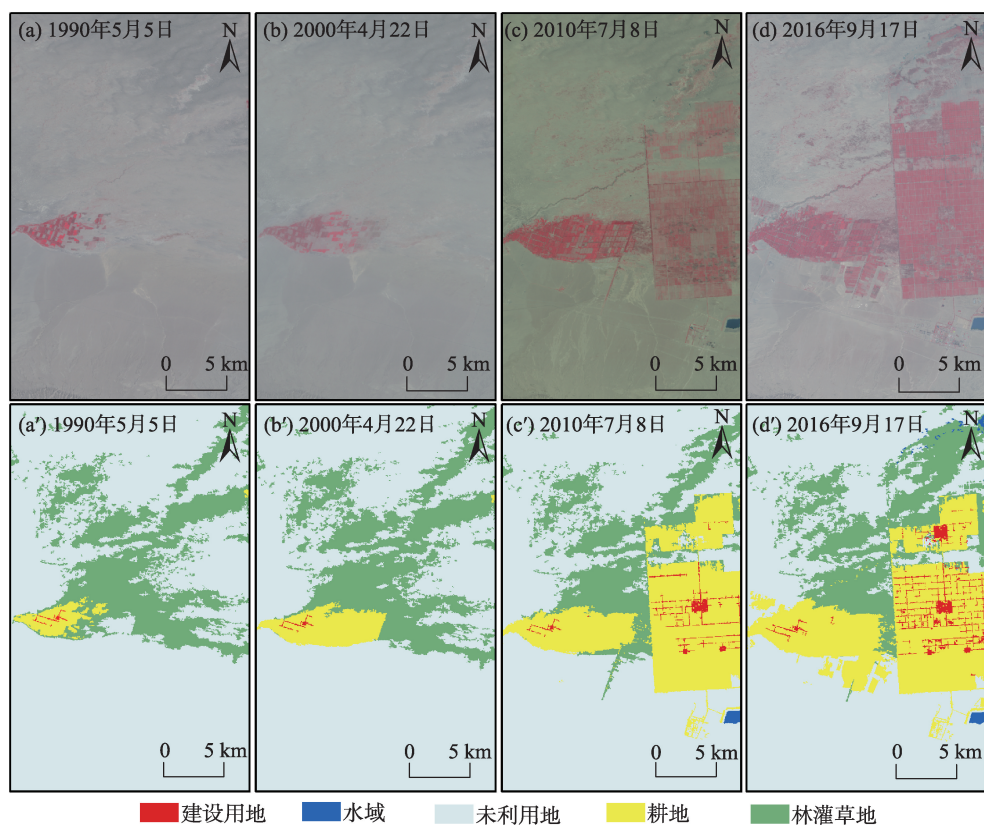 (a) 1990年5月5日 N
(b) 2000年4月22日 N
(c) 2010年7月8日 N
(d) 2016年9月17日 N
0 5 km
0 5 km
0 5 km
0 5 km
(a′) 1990年5月5日 N
(b′) 2000年4月22日 N
(c′) 2010年7月8日 N
(d′) 2016年9月17日 N
0 5 km
0 5 km
0 5 km
0 5 km
建设用地 水域 未利用地 耕地 林灌草地